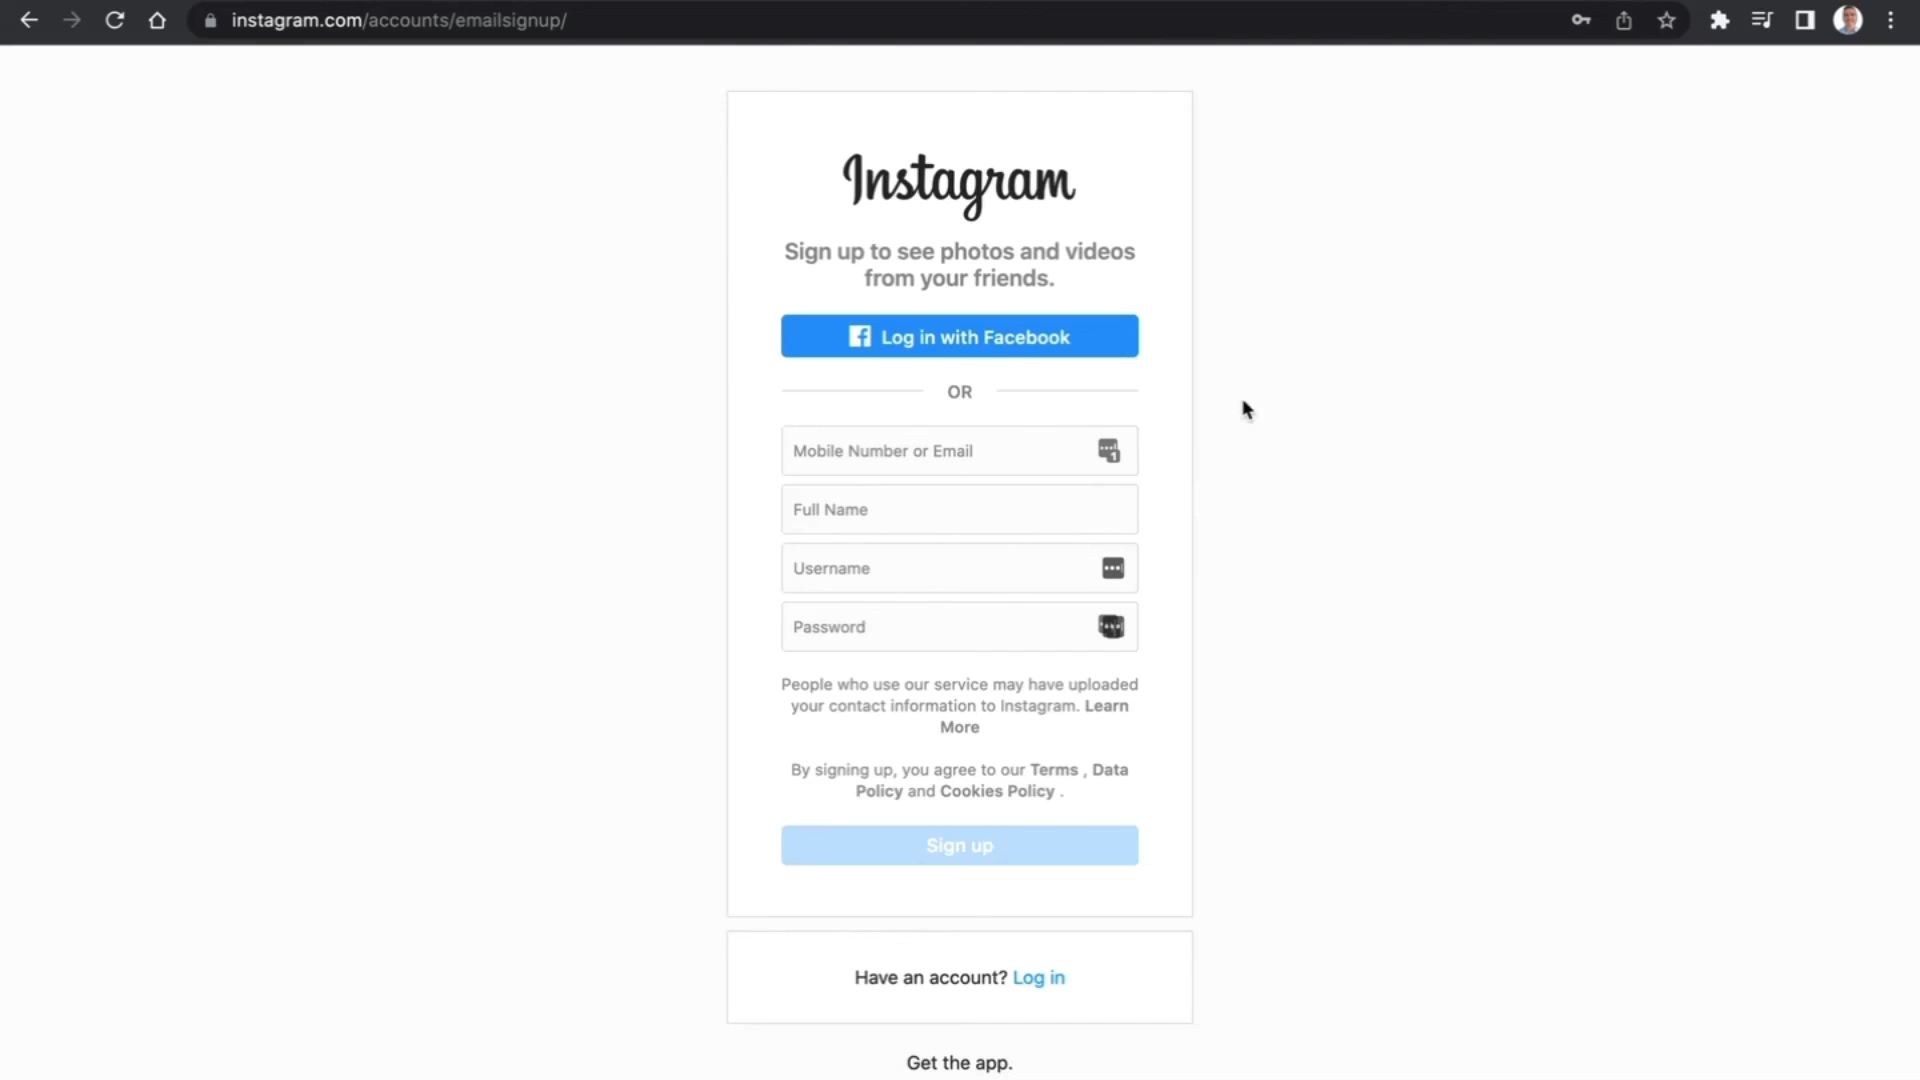 instagram.com/accounts/emailsignup/
Instagram
Sign up to see photos and videos
from your friends.
Log in with Facebook
OR
Mobile Number or Email
1
Full Name
Username
Password
People who use our service may have uploaded
your contact information to Instagram. Learn
More
By signing up, you agree to our Terms , Data
Policy and Cookies Policy .
Sign up
Have an account? Log in
Get the app.